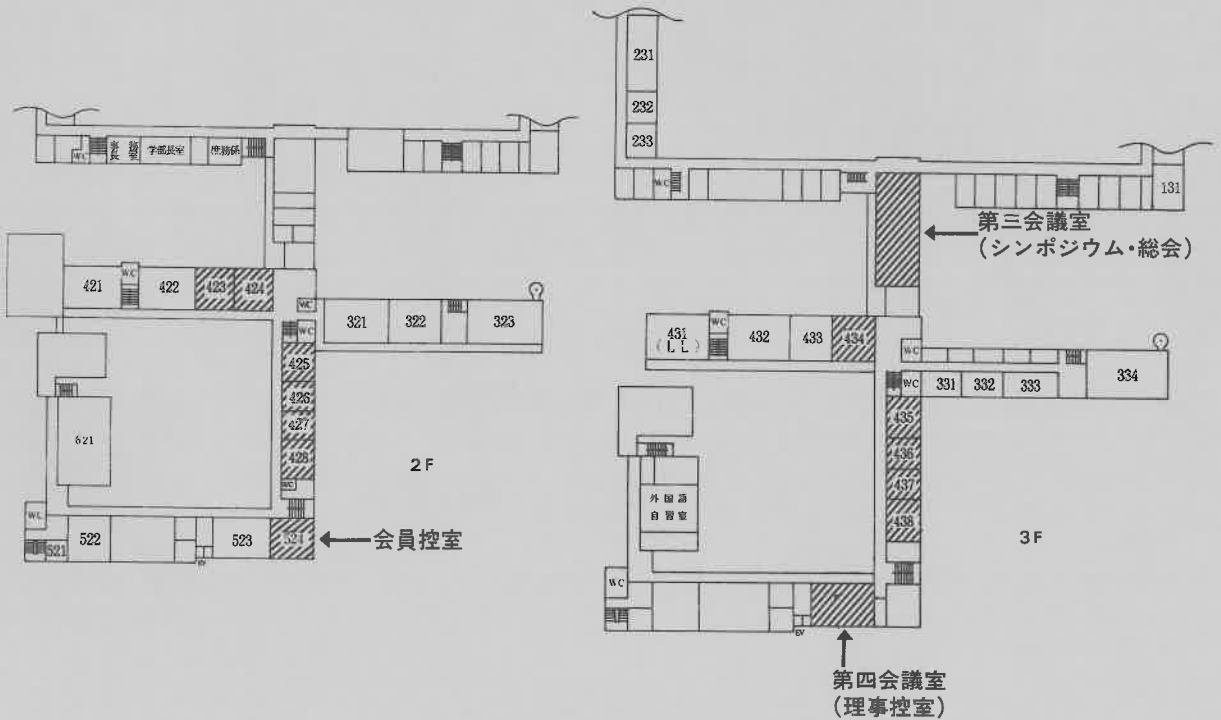 WC
事務長室
学部長室
庶務係
421
WC
422
423
424
WC
321
322
323
WC
425
426
427
428
WC
621
2F
WC
521
522
EV
523
524
会員控室
231
232
233
WC
131
第三会議室
(シンポジウム・総会)
431
(LL)
WC
432
433
434
WC
WC
331
332
333
334
435
436
437
438
外国語
自習室
3F
WC
EV
第四会議室
(理事控室)